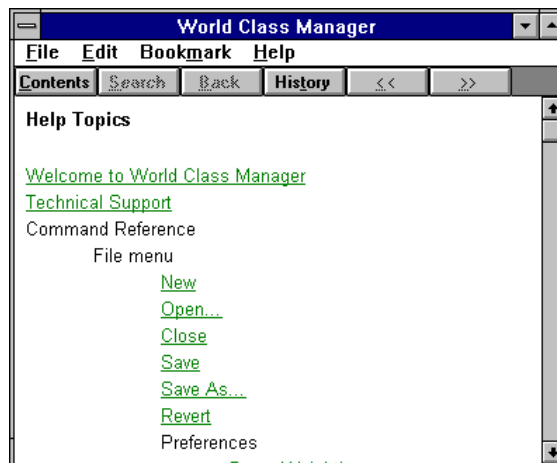 World Class Manager
File Edit Bookmark Help
Contents Search Back History << >>
Help Topics
Welcome to World Class Manager
Technical Support
Command Reference
File menu
New
Open...
Close
Save
Save As...
Revert
Preferences